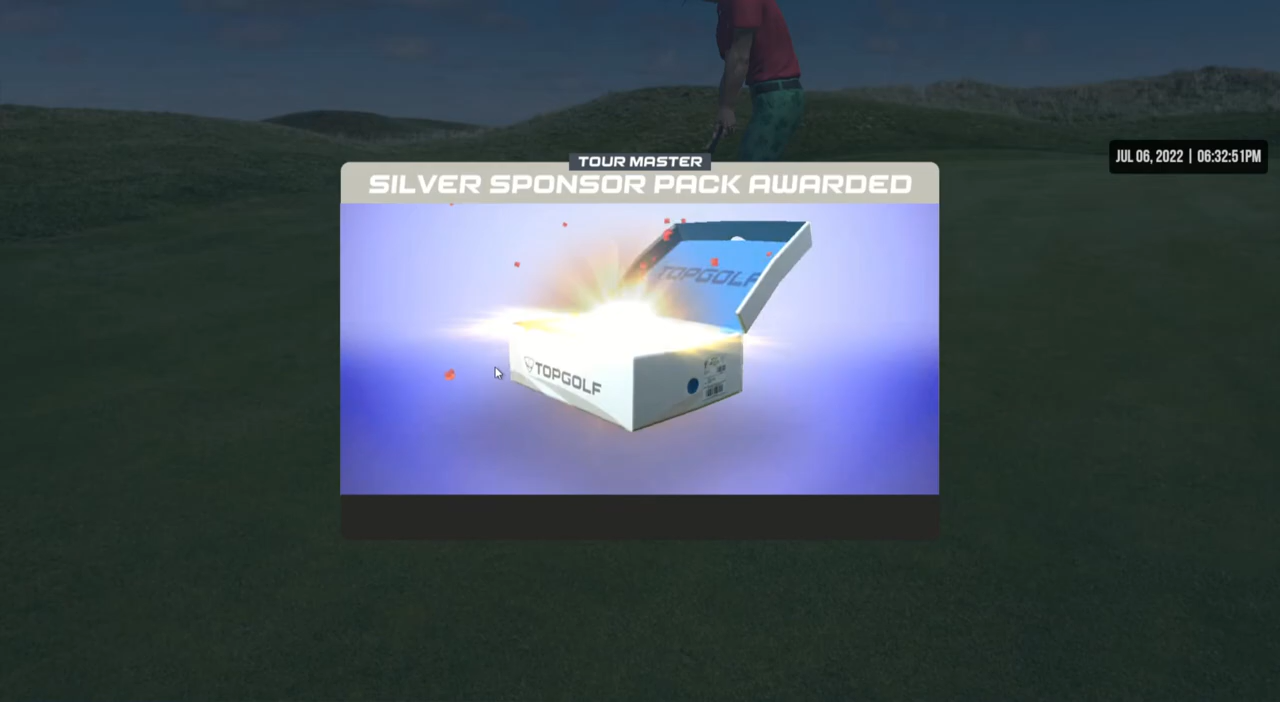 TOUR MASTER
SILVER SPONSOR PACK AWARDED
JUL 06, 2022 | 06:32:51PM
TOPGOLF
TOPGOLF